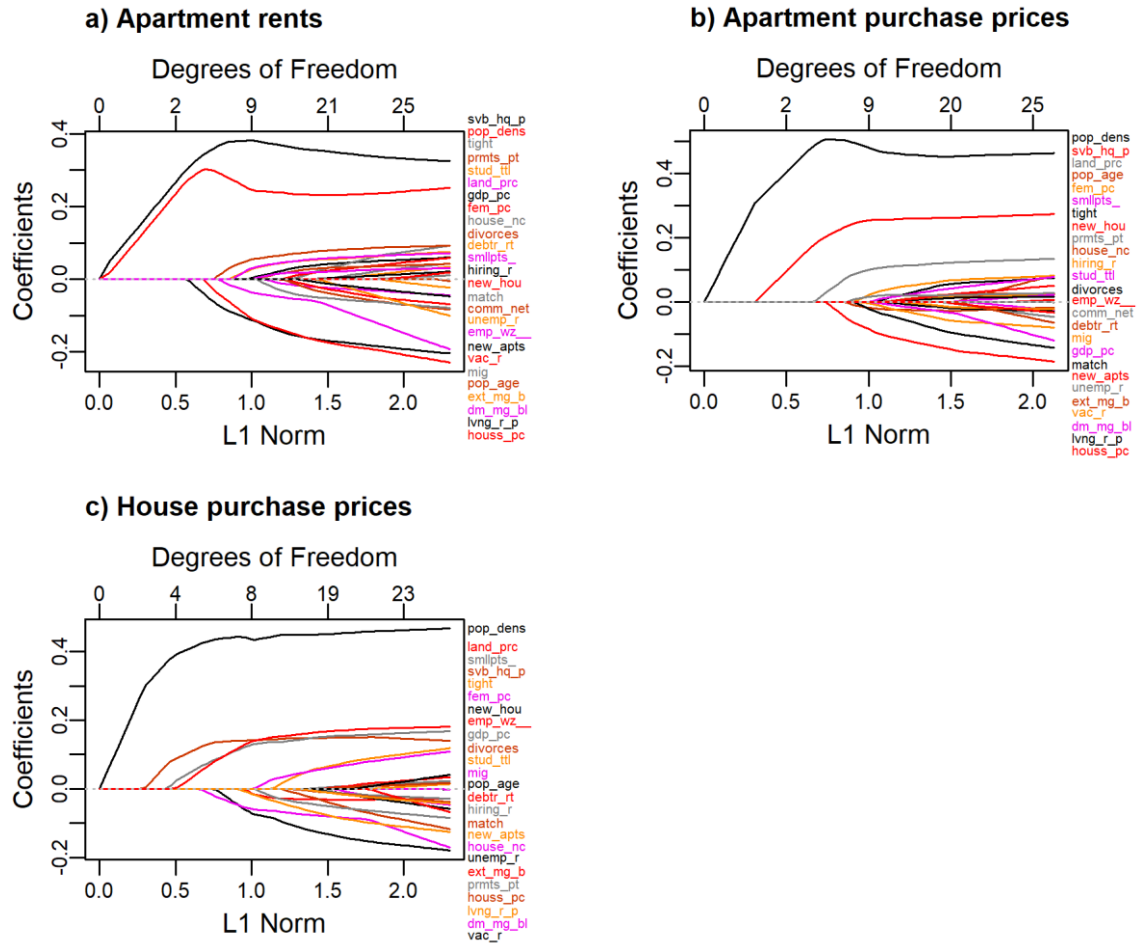 a) Apartment rents
Degrees of Freedom
0 2 9 21 25
Coefficients
0.4
0.2
0.0
-0.2
0.0 0.5 1.0 1.5 2.0
L1 Norm
svb_hq_p
pop_dens
tight
prmts_pt
stud_ttl
land_prc
gdp_pc
fem_pc
house_nc
divorces
debtr_rt
smllpts_
hiring_r
new_hou
match
comm_net
unemp_r
emp_wz__
new_apts
vac_r
mig
pop_age
ext_mg_b
dm_mg_bl
lvng_r_p
houss_pc
b) Apartment purchase prices
Degrees of Freedom
0 2 9 20 25
Coefficients
0.4
0.2
0.0
-0.2
0.0 0.5 1.0 1.5 2.0
L1 Norm
pop_dens
svb_hq_p
land_prc
pop_age
fem_pc
smllpts_
tight
new_hou
prmts_pt
house_nc
hiring_r
stud_ttl
divorces
emp_wz__
comm_net
debtr_rt
mig
gdp_pc
match
new_apts
unemp_r
ext_mg_b
vac_r
dm_mg_bl
lvng_r_p
houss_pc
c) House purchase prices
Degrees of Freedom
0 4 8 19 23
Coefficients
0.4
0.2
0.0
-0.2
0.0 0.5 1.0 1.5 2.0
L1 Norm
pop_dens
land_prc
smllpts_
svb_hq_p
tight
fem_pc
new_hou
emp_wz__
gdp_pc
divorces
stud_ttl
mig
pop_age
debtr_rt
hiring_r
match
new_apts
house_nc
unemp_r
ext_mg_b
prmts_pt
houss_pc
lvng_r_p
dm_mg_bl
vac_r